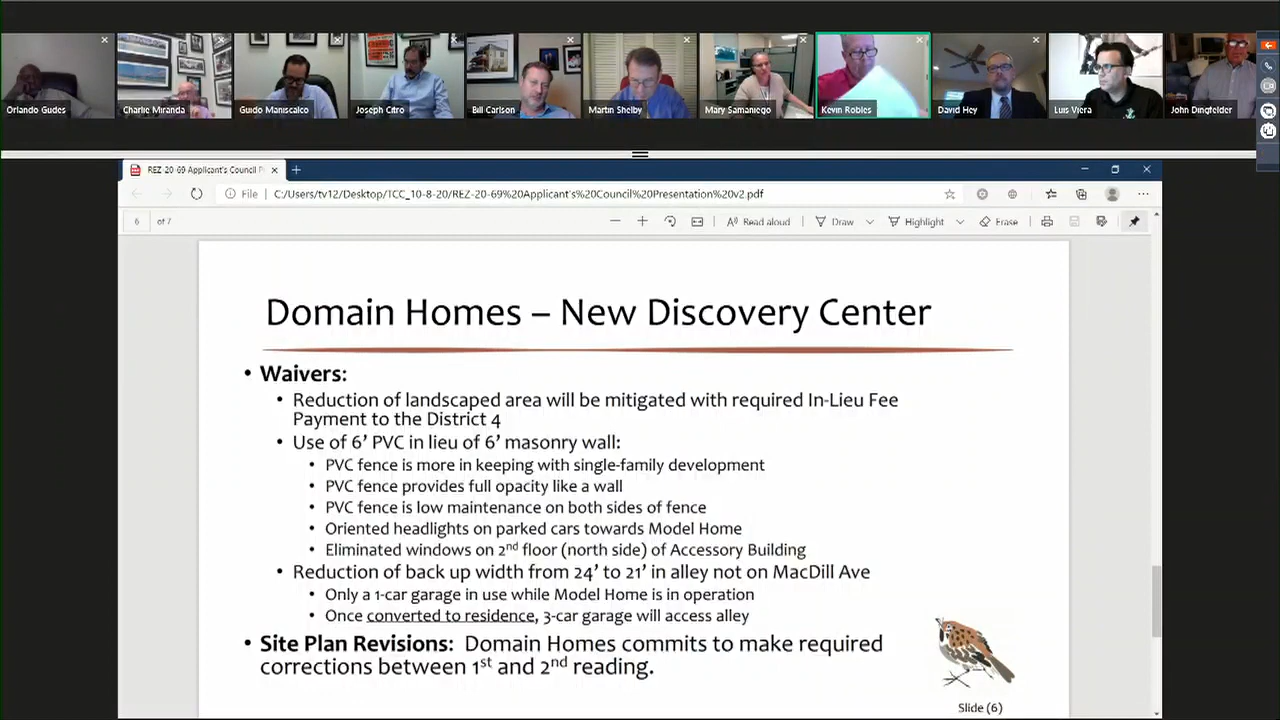 Orlando Gudes
Charlie Miranda
Guido Maniscalco
Joseph Citro
Bill Carlson
Martin Shelby
Mary Samaniego
Kevin Robles
David Hey
Luis Viera
John Dingfelder
REZ-20-69 Applicant's Council P
File C:/Users/tv12/Desktop/TCC_10-8-20/REZ-20-69%20Applicant's%20Council%20Presentation%20v2.pdf
6 of 7 Read aloud Draw Highlight Erase
Domain Homes – New Discovery Center
• Waivers:
• Reduction of landscaped area will be mitigated with required In-Lieu Fee
Payment to the District 4
• Use of 6' PVC in lieu of 6' masonry wall:
• PVC fence is more in keeping with single-family development
• PVC fence provides full opacity like a wall
• PVC fence is low maintenance on both sides of fence
• Oriented headlights on parked cars towards Model Home
• Eliminated windows on 2nd floor (north side) of Accessory Building
• Reduction of back up width from 24' to 21' in alley not on MacDill Ave
• Only a 1-car garage in use while Model Home is in operation
• Once converted to residence, 3-car garage will access alley
• Site Plan Revisions: Domain Homes commits to make required
corrections between 1st and 2nd reading.
Slide (6)